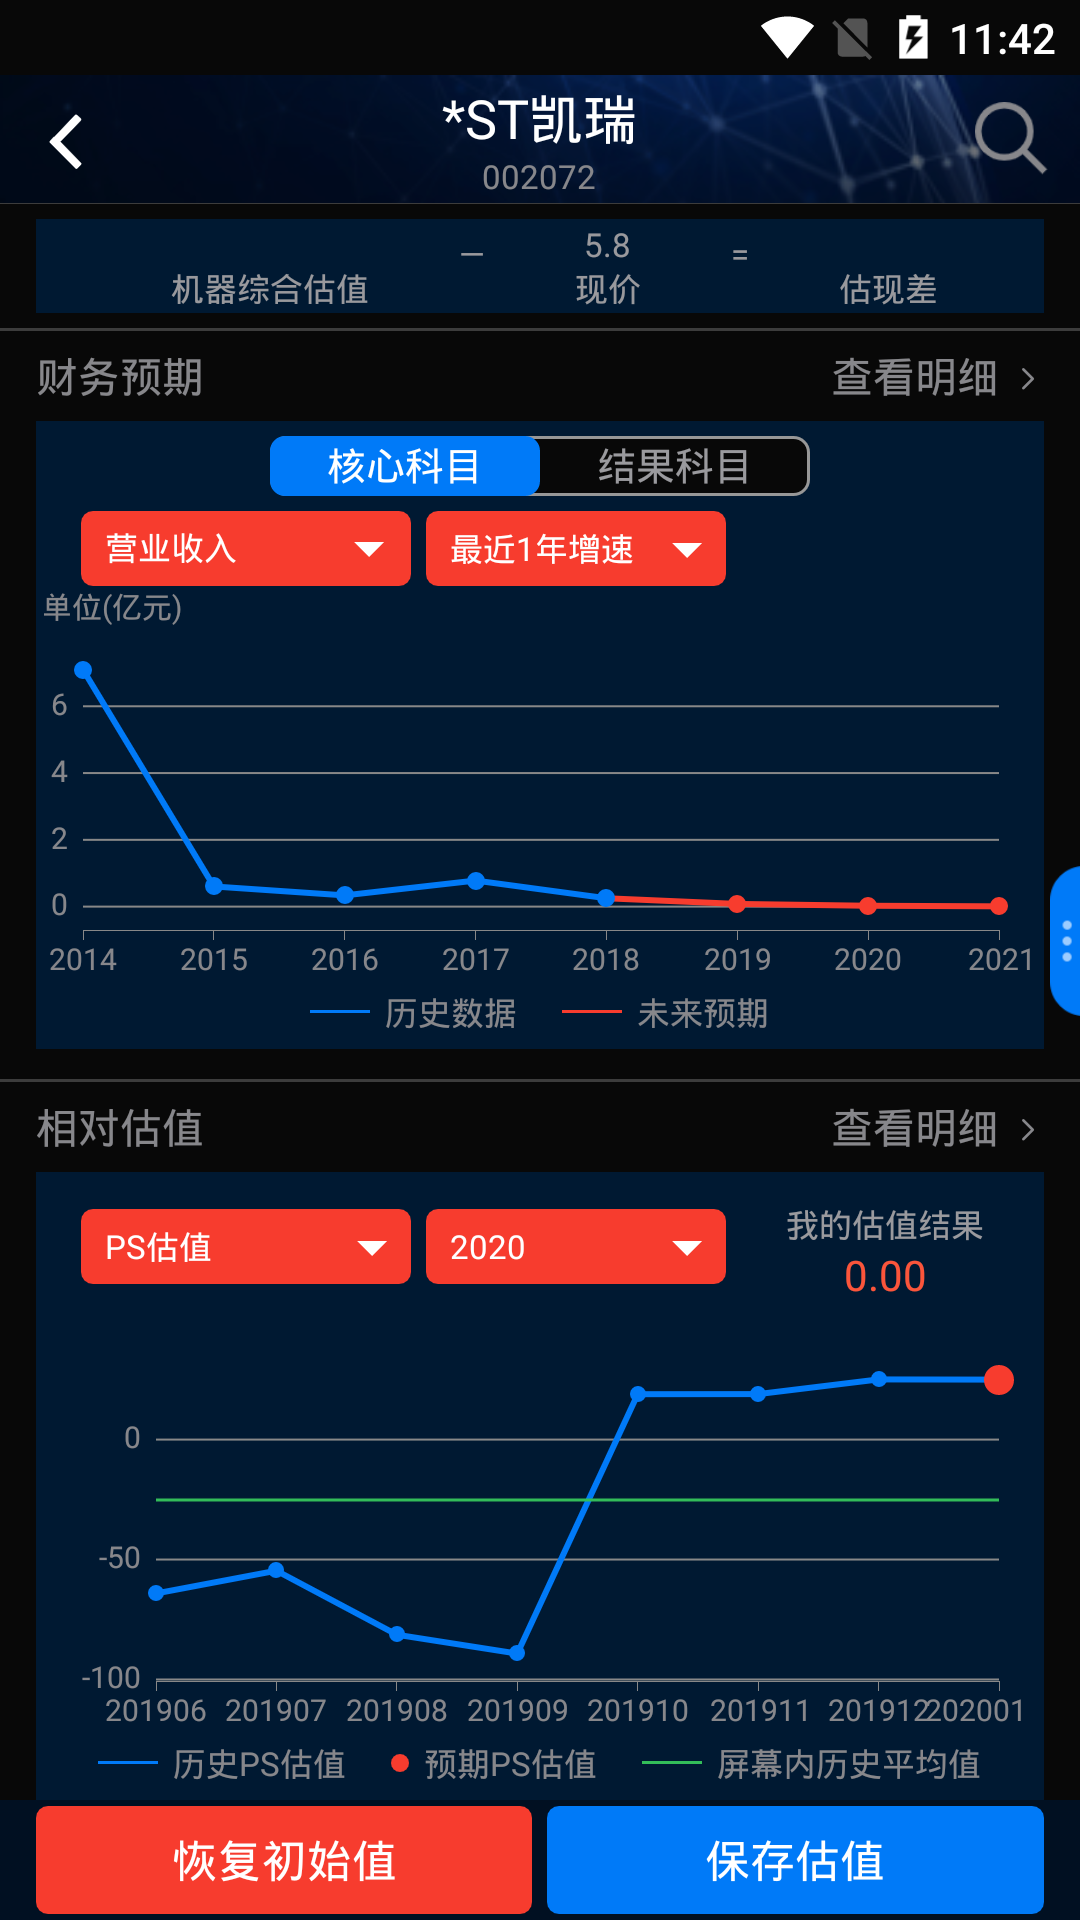 11:42
*ST凯瑞
002072
— 5.8 =
机器综合估值 现价 估现差
财务预期 查看明细
核心科目 结果科目
营业收入 最近1年增速
单位(亿元)
6
4
2
0
2014 2015 2016 2017 2018 2019 2020 2021
历史数据 未来预期
相对估值 查看明细
PS估值 2020 我的估值结果
0.00
0
-50
-100
201906 201907 201908 201909 201910 201911 201912 202001
历史PS估值 预期PS估值 屏幕内历史平均值
恢复初始值 保存估值